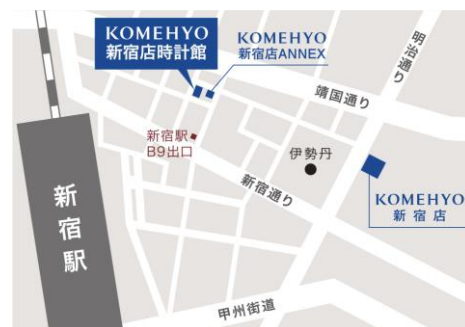 KOMEHYO
新宿店時計館
KOMEHYO
新宿店ANNEX
明治通り
靖国通り
新宿駅
B9出口
伊勢丹
新宿通り
KOMEHYO
新宿店
新宿駅
甲州街道